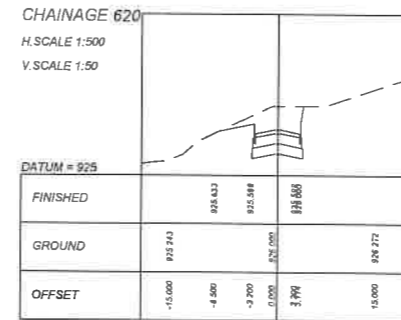 CHAINAGE 620
H.SCALE 1:500
V.SCALE 1:50
DATUM = 925
FINISHED 925.633 925.588
GROUND 925.243 926.000 926.272
OFFSET -15.000 -8.500 -3.200 0.000 15.000